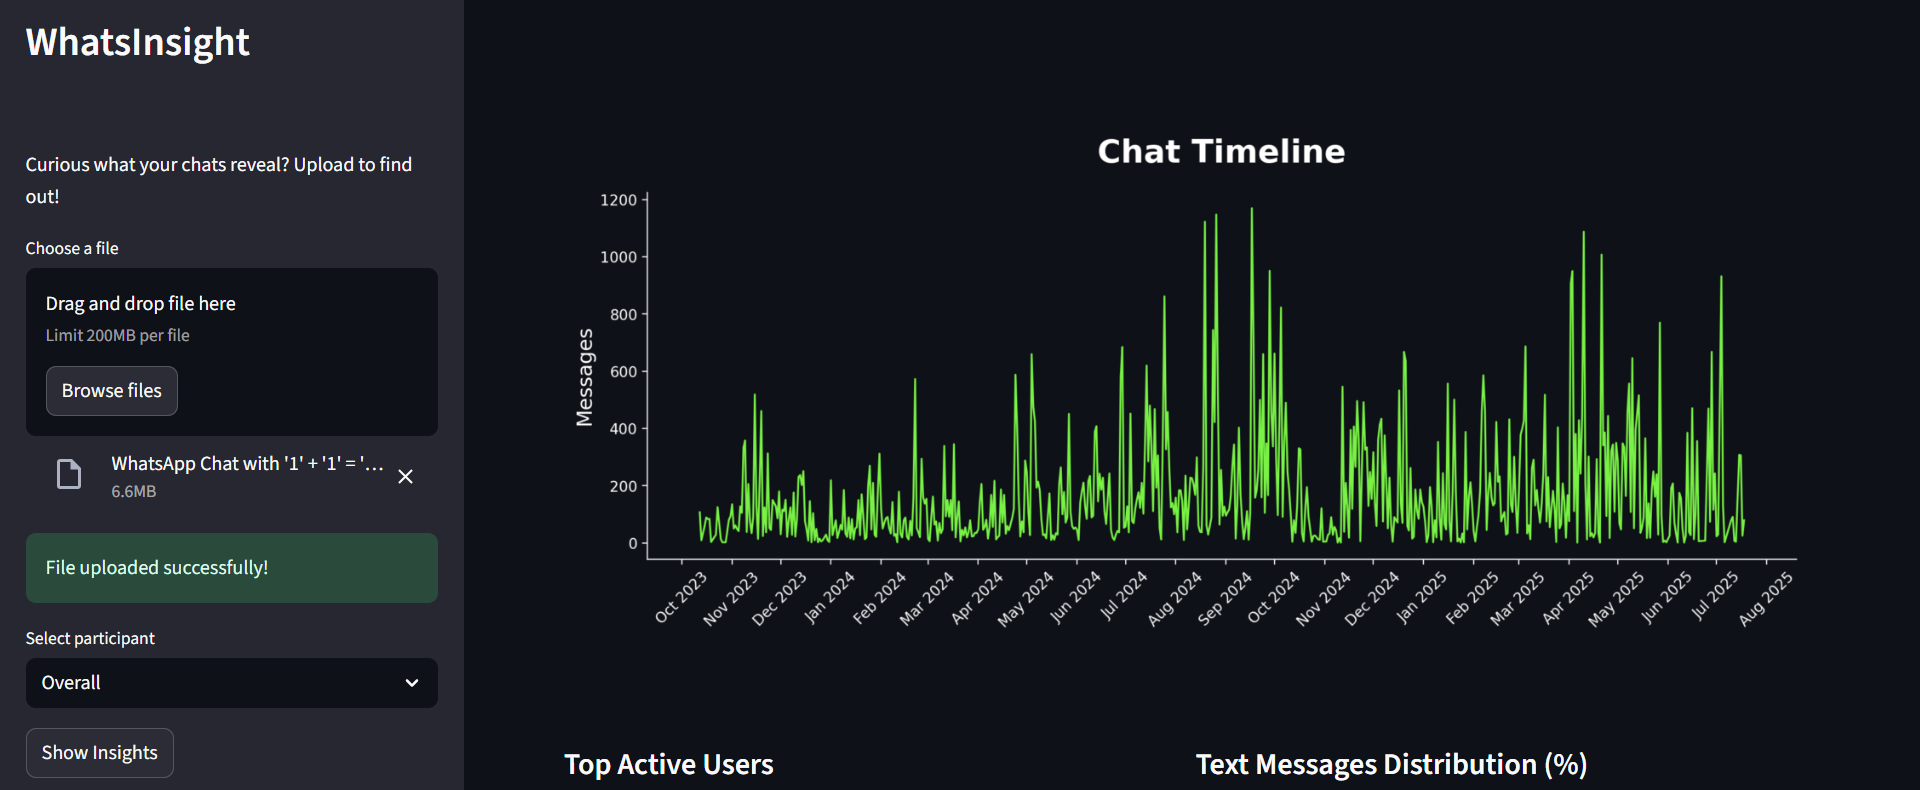 WhatsInsight
Curious what your chats reveal? Upload to find
out!
Choose a file
Drag and drop file here
Limit 200MB per file
Browse files
WhatsApp Chat with '1' + '1' = '...
6.6MB
File uploaded successfully!
Select participant
Overall
Show Insights
Chat Timeline
Messages
1200
1000
800
600
400
200
0
Oct 2023
Nov 2023
Dec 2023
Jan 2024
Feb 2024
Mar 2024
Apr 2024
May 2024
Jun 2024
Jul 2024
Aug 2024
Sep 2024
Oct 2024
Nov 2024
Dec 2024
Jan 2025
Feb 2025
Mar 2025
Apr 2025
May 2025
Jun 2025
Jul 2025
Aug 2025
Top Active Users
Text Messages Distribution (%)